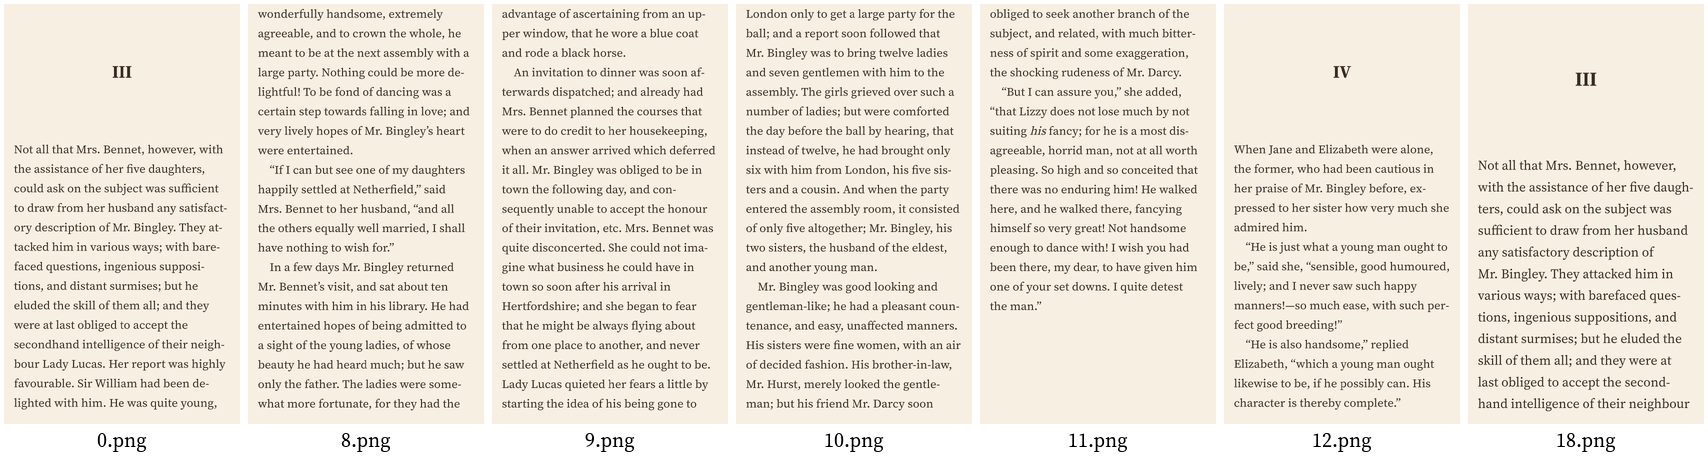 III
Not all that Mrs. Bennet, however, with
the assistance of her five daughters,
could ask on the subject was sufficient
to draw from her husband any satisfact-
ory description of Mr. Bingley. They at-
tacked him in various ways; with bare-
faced questions, ingenious supposi-
tions, and distant surmises; but he
eluded the skill of them all; and they
were at last obliged to accept the
secondhand intelligence of their neigh-
bour Lady Lucas. Her report was highly
favourable. Sir William had been de-
lighted with him. He was quite young,
0.png
wonderfully handsome, extremely
agreeable, and to crown the whole, he
meant to be at the next assembly with a
large party. Nothing could be more de-
lightful! To be fond of dancing was a
certain step towards falling in love; and
very lively hopes of Mr. Bingley’s heart
were entertained.
“If I can but see one of my daughters
happily settled at Netherfield,” said
Mrs. Bennet to her husband, “and all
the others equally well married, I shall
have nothing to wish for.”
In a few days Mr. Bingley returned
Mr. Bennet’s visit, and sat about ten
minutes with him in his library. He had
entertained hopes of being admitted to
a sight of the young ladies, of whose
beauty he had heard much; but he saw
only the father. The ladies were some-
what more fortunate, for they had the
8.png
advantage of ascertaining from an up-
per window, that he wore a blue coat
and rode a black horse.
An invitation to dinner was soon af-
terwards dispatched; and already had
Mrs. Bennet planned the courses that
were to do credit to her housekeeping,
when an answer arrived which deferred
it all. Mr. Bingley was obliged to be in
town the following day, and con-
sequently unable to accept the honour
of their invitation, etc. Mrs. Bennet was
quite disconcerted. She could not ima-
gine what business he could have in
town so soon after his arrival in
Hertfordshire; and she began to fear
that he might be always flying about
from one place to another, and never
settled at Netherfield as he ought to be.
Lady Lucas quieted her fears a little by
starting the idea of his being gone to
9.png
London only to get a large party for the
ball; and a report soon followed that
Mr. Bingley was to bring twelve ladies
and seven gentlemen with him to the
assembly. The girls grieved over such a
number of ladies; but were comforted
the day before the ball by hearing, that
instead of twelve, he had brought only
six with him from London, his five sis-
ters and a cousin. And when the party
entered the assembly room, it consisted
of only five altogether; Mr. Bingley, his
two sisters, the husband of the eldest,
and another young man.
Mr. Bingley was good looking and
gentleman-like; he had a pleasant coun-
tenance, and easy, unaffected manners.
His sisters were fine women, with an air
of decided fashion. His brother-in-law,
Mr. Hurst, merely looked the gentle-
man; but his friend Mr. Darcy soon
10.png
obliged to seek another branch of the
subject, and related, with much bitter-
ness of spirit and some exaggeration,
the shocking rudeness of Mr. Darcy.
“But I can assure you,” she added,
“that Lizzy does not lose much by not
suiting his fancy; for he is a most dis-
agreeable, horrid man, not at all worth
pleasing. So high and so conceited that
there was no enduring him! He walked
here, and he walked there, fancying
himself so very great! Not handsome
enough to dance with! I wish you had
been there, my dear, to have given him
one of your set downs. I quite detest
the man.”
11.png
IV
When Jane and Elizabeth were alone,
the former, who had been cautious in
her praise of Mr. Bingley before, ex-
pressed to her sister how very much she
admired him.
“He is just what a young man ought to
be,” said she, “sensible, good humoured,
lively; and I never saw such happy
manners!—so much ease, with such per-
fect good breeding!”
“He is also handsome,” replied
Elizabeth, “which a young man ought
likewise to be, if he possibly can. His
character is thereby complete.”
12.png
III
Not all that Mrs. Bennet, however,
with the assistance of her five daugh-
ters, could ask on the subject was
sufficient to draw from her husband
any satisfactory description of
Mr. Bingley. They attacked him in
various ways; with barefaced ques-
tions, ingenious suppositions, and
distant surmises; but he eluded the
skill of them all; and they were at
last obliged to accept the second-
hand intelligence of their neighbour
18.png